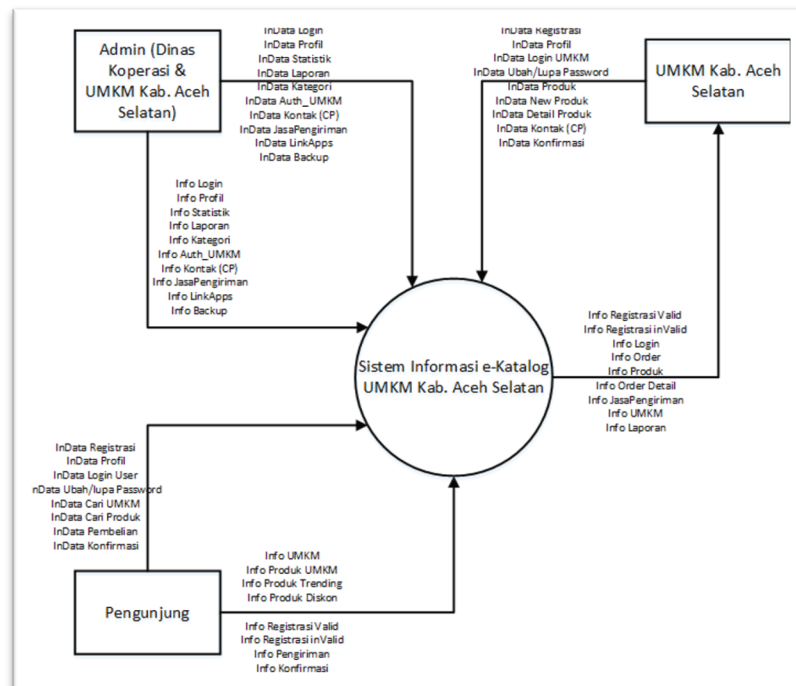 Admin (Dinas
Koperasi &
UMKM Kab. Aceh
Selatan)
InData Login
InData Profil
InData Statistik
InData Laporan
InData Kategori
InData Auth_UMKM
InData Kontak (CP)
InData JasaPengiriman
InData LinkApps
InData Backup
InData Registrasi
InData Profil
InData Login UMKM
InData Ubah/Lupa Password
InData Produk
InData New Produk
InData Detail Produk
InData Kontak (CP)
InData Konfirmasi
UMKM Kab. Aceh
Selatan
Info Login
Info Profil
Info Statistik
Info Laporan
Info Kategori
Info Auth_UMKM
Info Kontak (CP)
Info JasaPengiriman
Info LinkApps
Info Backup
Sistem Informasi e-Katalog
UMKM Kab. Aceh Selatan
Info Registrasi Valid
Info Registrasi inValid
Info Login
Info Order
Info Produk
Info Order Detail
Info JasaPengiriman
Info UMKM
Info Laporan
InData Registrasi
InData Profil
InData Login User
nData Ubah/lupa Password
InData Cari UMKM
InData Cari Produk
InData Pembelian
InData Konfirmasi
Pengunjung
Info UMKM
Info Produk UMKM
Info Produk Trending
Info Produk Diskon
Info Registrasi Valid
Info Registrasi inValid
Info Pengiriman
Info Konfirmasi